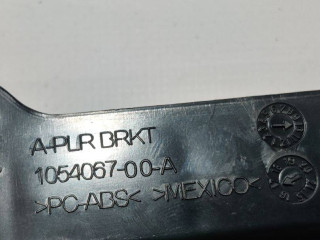 A-PLR BRKT
1054067-00-A
>PC-ABS< >MEXICO<